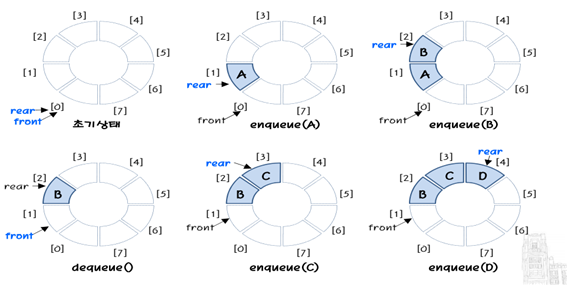 [3] [4]
[2] [5]
[1] [6]
[0] [7]
rear
front
초기상태
[3] [4]
[2] [5]
[1] A [6]
rear
[0] [7]
front
enqueue(A)
[3] [4]
[2] [5]
rear B
[1] A [6]
[0] [7]
front
enqueue(B)
[3] [4]
[2] [5]
rear B
[1] [6]
front
[0] [7]
dequeue()
[3] [4]
rear C
[2] [5]
B
[1] [6]
front
[0] [7]
enqueue(C)
rear
[3] [4]
C D
[2] [5]
B
[1] [6]
front
[0] [7]
enqueue(D)